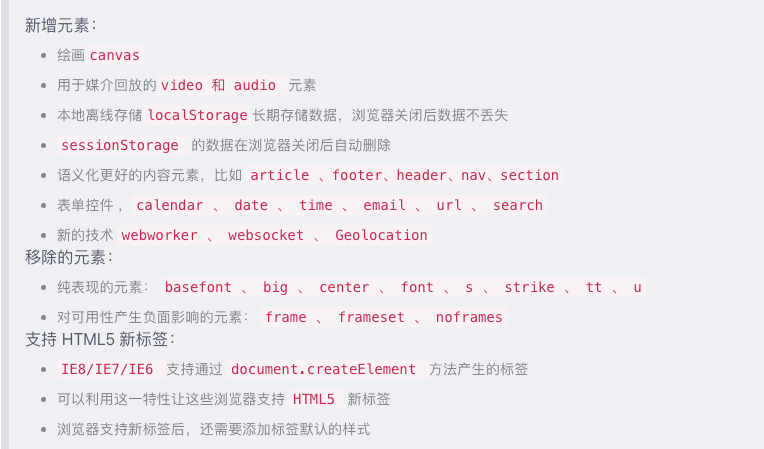 新增元素：
绘画 canvas
用于媒介回放的 video 和 audio 元素
本地离线存储 localStorage 长期存储数据，浏览器关闭后数据不丢失
sessionStorage 的数据在浏览器关闭后自动删除
语义化更好的内容元素，比如 article 、footer、header、nav、section
表单控件 ， calendar 、 date 、 time 、 email 、 url 、 search
新的技术 webworker 、 websocket 、 Geolocation
移除的元素：
纯表现的元素： basefont 、 big 、 center 、 font 、 s 、 strike 、 tt 、 u
对可用性产生负面影响的元素： frame 、 frameset 、 noframes
支持 HTML5 新标签：
IE8/IE7/IE6 支持通过 document.createElement 方法产生的标签
可以利用这一特性让这些浏览器支持 HTML5 新标签
浏览器支持新标签后，还需要添加标签默认的样式